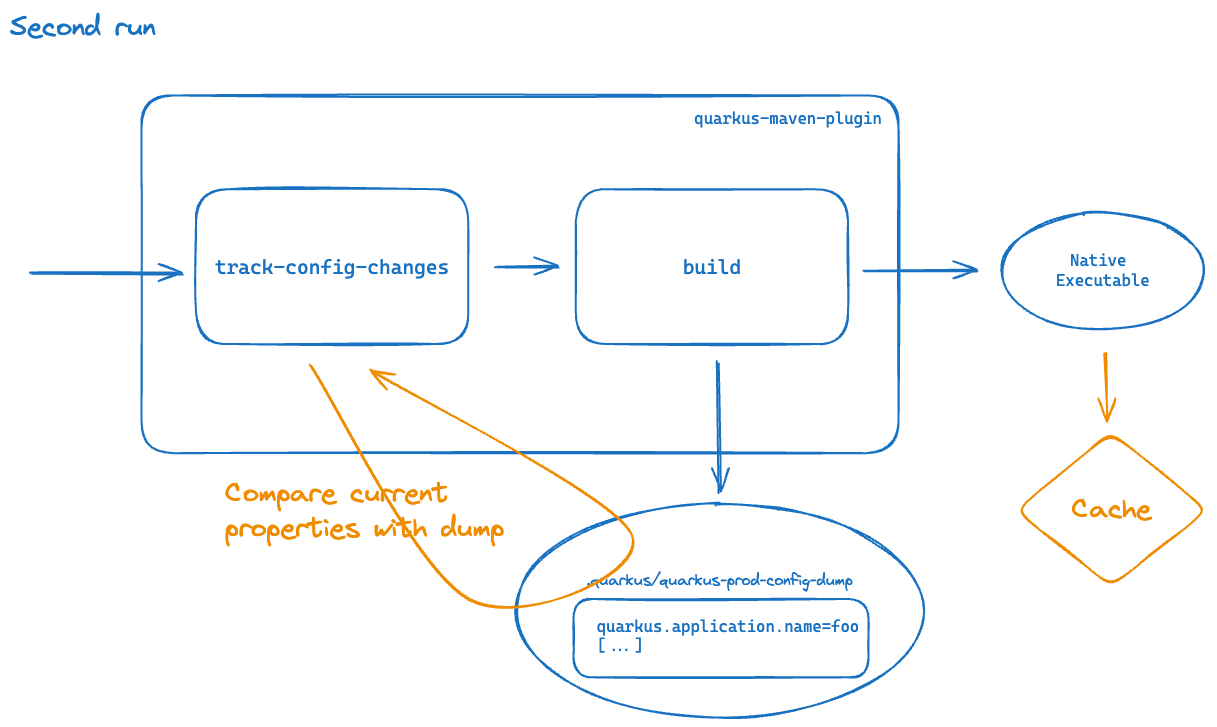 Second run
quarkus-maven-plugin
track-config-changes
build
Native
Executable
Compare current
properties with dump
Cache
.quarkus/quarkus-prod-config-dump
quarkus.application.name=foo
[...]